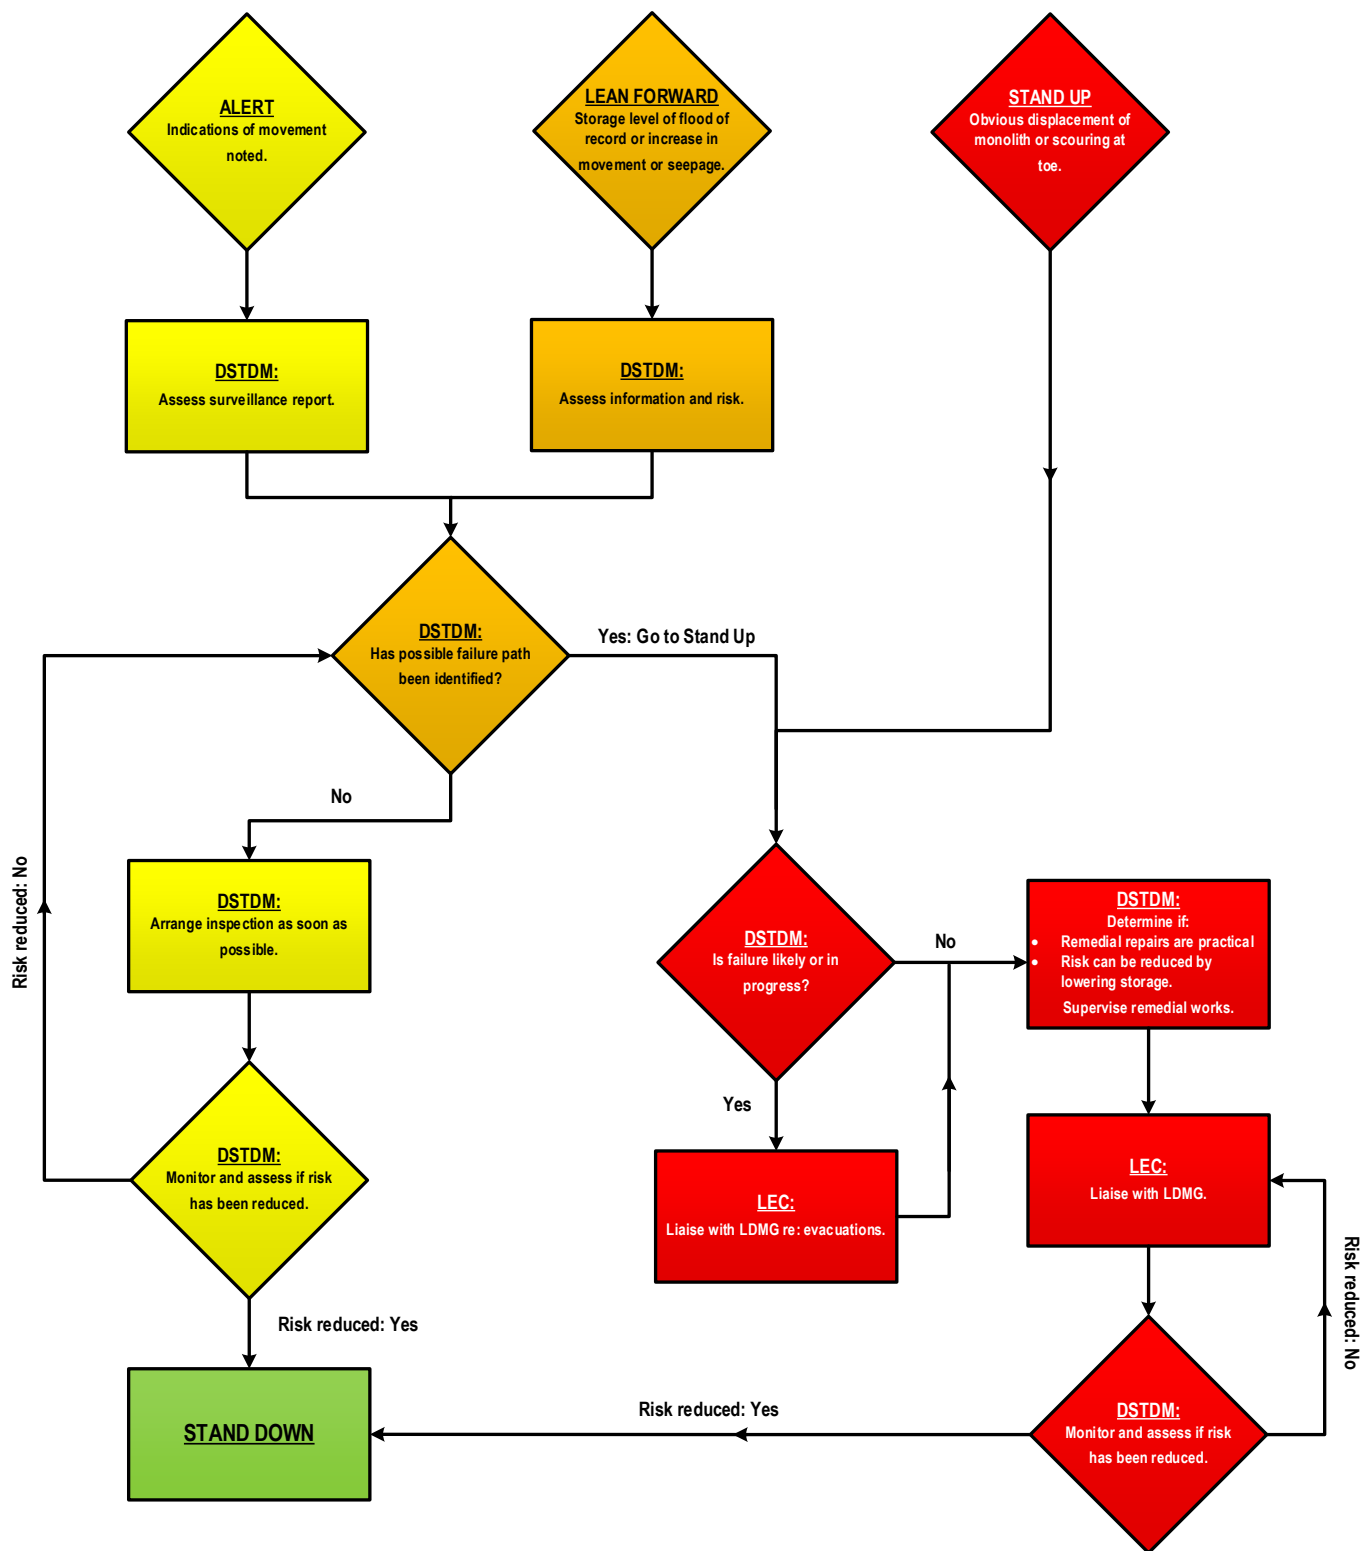 ALERT
Indications of movement
noted.
LEAN FORWARD
Storage level of flood of
record or increase in
movement or seepage.
STAND UP
Obvious displacement of
monolith or scouring at
toe.
DSTDM:
Assess surveillance report.
DSTDM:
Assess information and risk.
DSTDM:
Has possible failure path
been identified?
Yes: Go to Stand Up
No
Risk reduced: No
DSTDM:
Arrange inspection as soon as
possible.
DSTDM:
Is failure likely or in
progress?
No
Yes
DSTDM:
Determine if:
• Remedial repairs are practical
• Risk can be reduced by
lowering storage.
Supervise remedial works.
DSTDM:
Monitor and assess if risk
has been reduced.
LEC:
Liaise with LDMG re: evacuations.
LEC:
Liaise with LDMG.
Risk reduced: No
Risk reduced: Yes
STAND DOWN
Risk reduced: Yes
DSTDM:
Monitor and assess if risk
has been reduced.